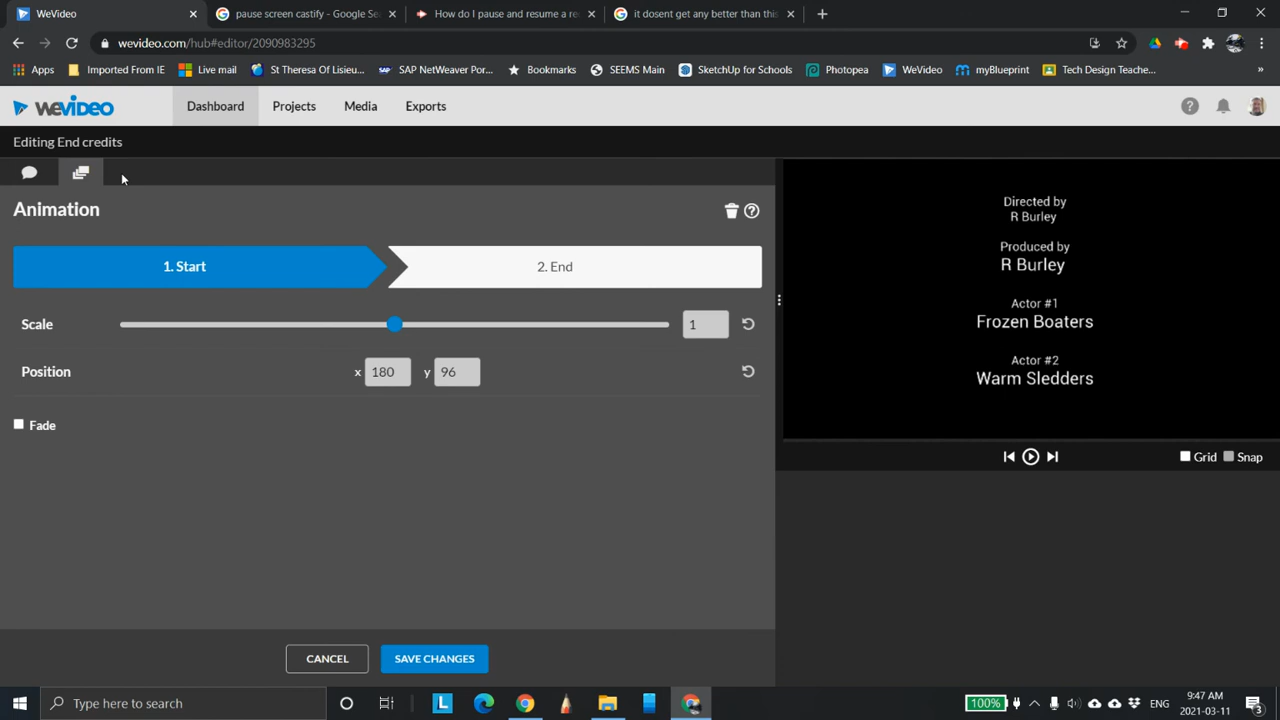 WeVideo
pause screen castify - Google Se
How do I pause and resume a re
it dosent get any better than this
wevideo.com/hub#editor/2090983295
Apps
Imported From IE
Live mail
St Theresa Of Lisieu...
SAP NetWeaver Por...
Bookmarks
SEEMS Main
SketchUp for Schools
Photopea
WeVideo
myBlueprint
Tech Design Teache...
»
WEVIDEO
Dashboard
Projects
Media
Exports
Editing End credits
Animation
1. Start
2. End
Scale
1
Position
x 180
y 96
Fade
CANCEL
SAVE CHANGES
Directed by
R Burley
Produced by
R Burley
Actor #1
Frozen Boaters
Actor #2
Warm Sledders
Grid
Snap
Type here to search
L
100%
ENG
9:47 AM
2021-03-11
3